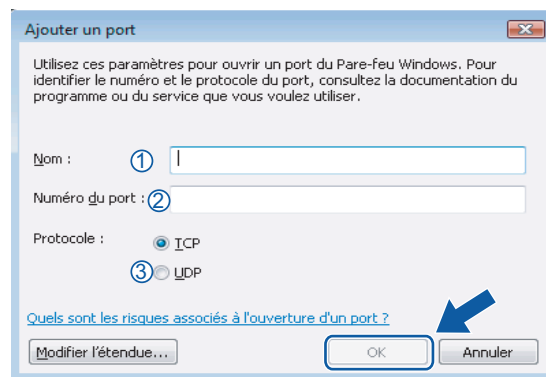 Ajouter un port
Utilisez ces paramètres pour ouvrir un port du Pare-feu Windows. Pour
identifier le numéro et le protocole du port, consultez la documentation du
programme ou du service que vous voulez utiliser.
Nom : ①
Numéro du port : ②
Protocole : TCP
③ UDP
Quels sont les risques associés à l'ouverture d'un port ?
Modifier l'étendue... OK Annuler